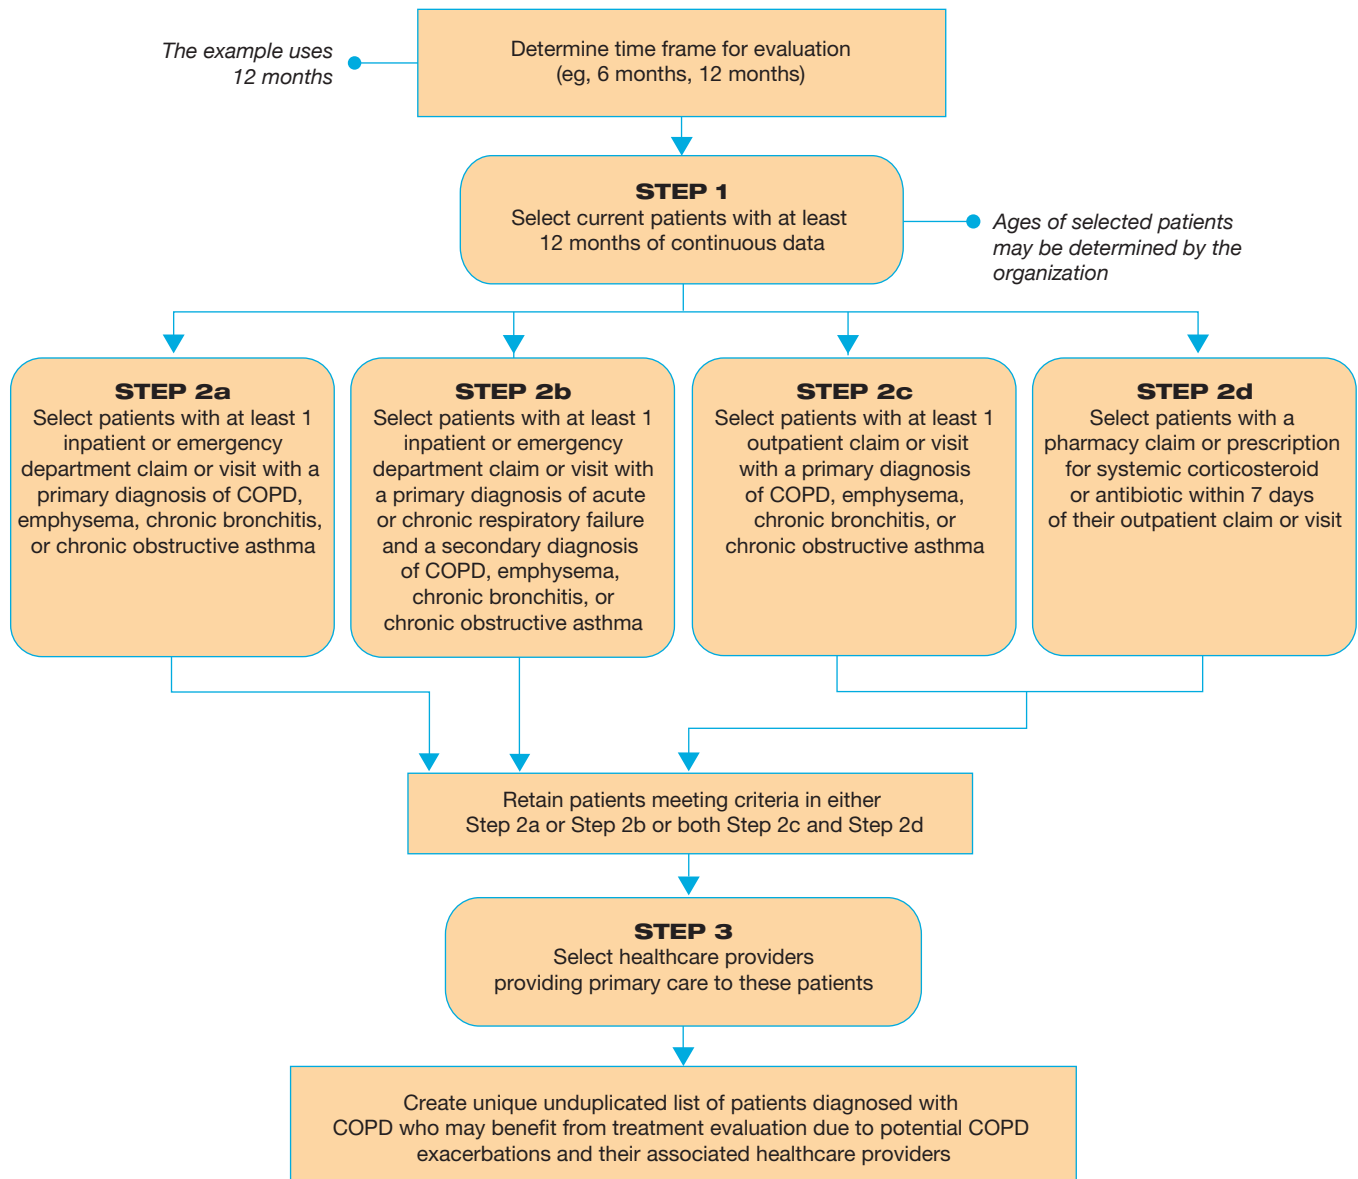 The example uses
12 months
Determine time frame for evaluation
(eg, 6 months, 12 months)
STEP 1
Select current patients with at least
12 months of continuous data
Ages of selected patients
may be determined by the
organization
STEP 2a
Select patients with at least 1
inpatient or emergency
department claim or visit with a
primary diagnosis of COPD,
emphysema, chronic bronchitis,
or chronic obstructive asthma
STEP 2b
Select patients with at least 1
inpatient or emergency
department claim or visit with
a primary diagnosis of acute
or chronic respiratory failure
and a secondary diagnosis
of COPD, emphysema,
chronic bronchitis, or
chronic obstructive asthma
STEP 2c
Select patients with at least 1
outpatient claim or visit
with a primary diagnosis
of COPD, emphysema,
chronic bronchitis, or
chronic obstructive asthma
STEP 2d
Select patients with a
pharmacy claim or prescription
for systemic corticosteroid
or antibiotic within 7 days
of their outpatient claim or visit
Retain patients meeting criteria in either
Step 2a or Step 2b or both Step 2c and Step 2d
STEP 3
Select healthcare providers
providing primary care to these patients
Create unique unduplicated list of patients diagnosed with
COPD who may benefit from treatment evaluation due to potential COPD
exacerbations and their associated healthcare providers